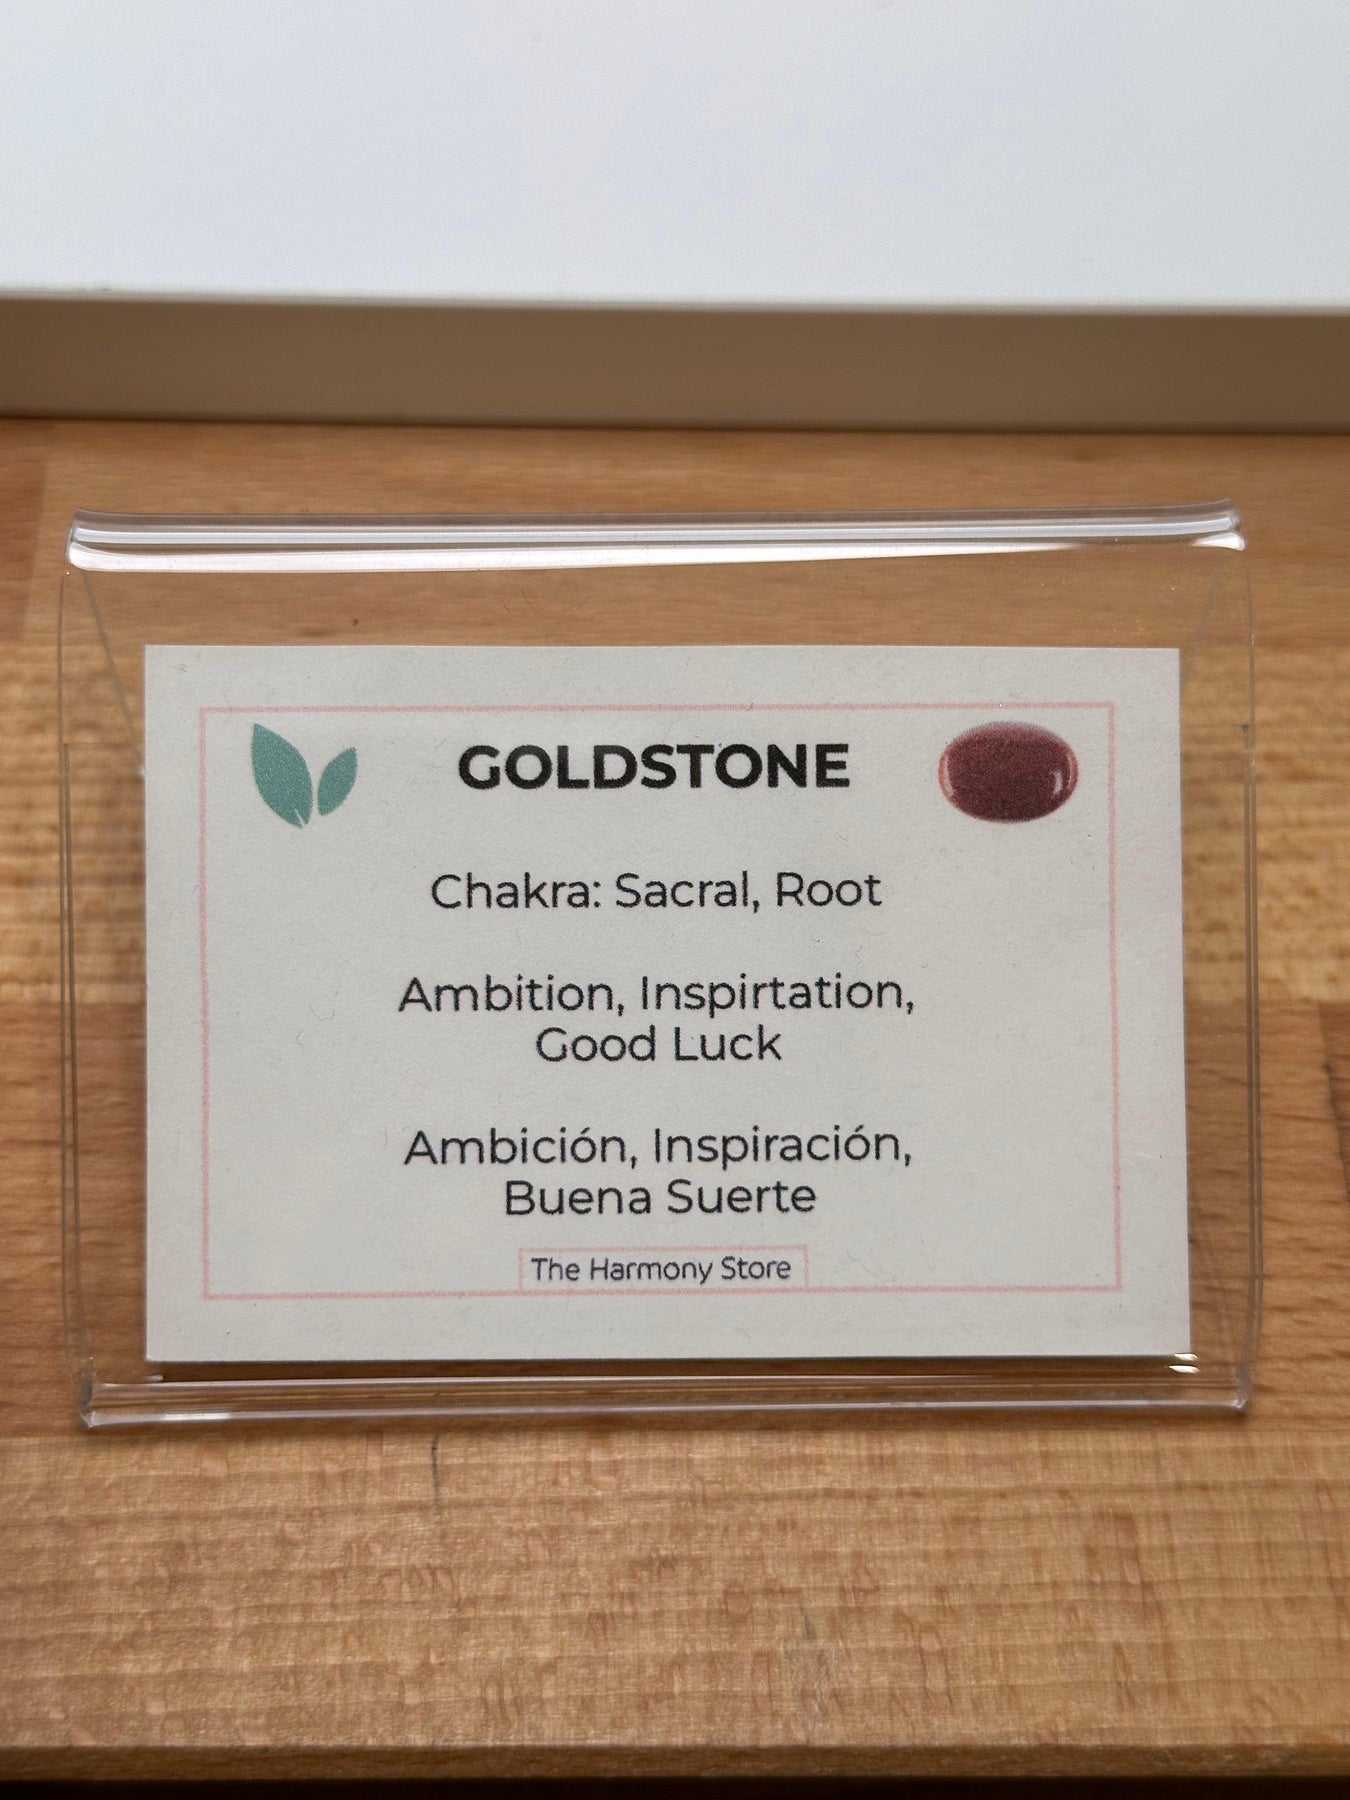 GOLDSTONE
Chakra: Sacral, Root
Ambition, Inspirtation,
Good Luck
Ambición, Inspiración,
Buena Suerte
The Harmony Store